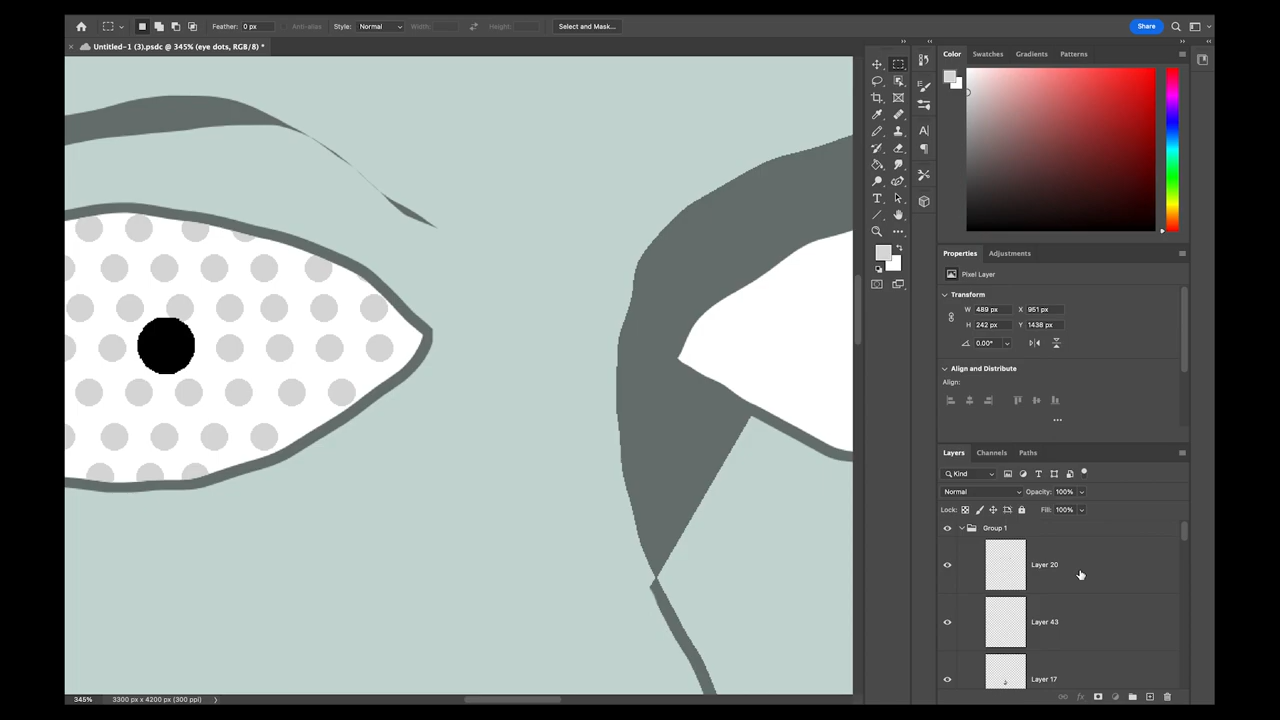 Feather: 0 px Anti-alias Style: Normal Width: Height: Select and Mask... Share
Untitled-1 (3).psdc @ 345% (eye dots, RGB/8) *
Color Swatches Gradients Patterns
Properties Adjustments
Pixel Layer
Transform
W 489 px X 951 px
H 242 px Y 1438 px
0.00°
Align and Distribute
Align:
Layers Channels Paths
Kind
Normal Opacity: 100%
Lock: Fill: 100%
Group 1
Layer 20
Layer 43
Layer 17
345% 3300 px x 4200 px (300 ppi)